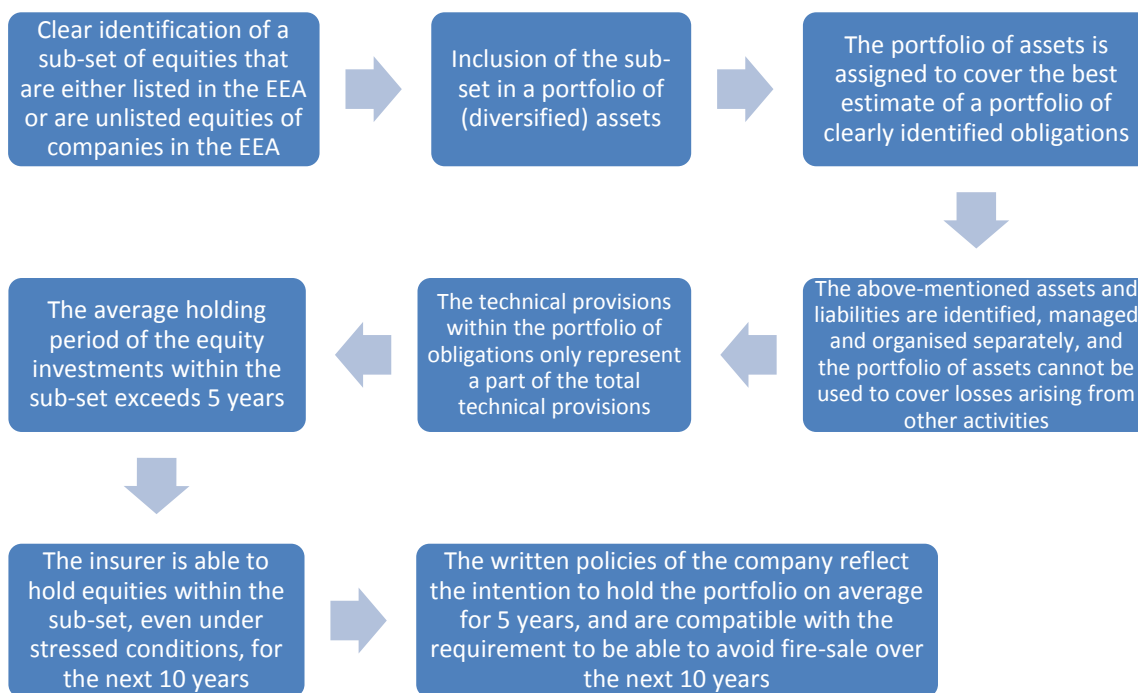 Clear identification of a
sub-set of equities that
are either listed in the EEA
or are unlisted equities of
companies in the EEA
Inclusion of the sub-
set in a portfolio of
(diversified) assets
The portfolio of assets is
assigned to cover the best
estimate of a portfolio of
clearly identified obligations
The above-mentioned assets and
liabilities are identified, managed
and organised separately, and
the portfolio of assets cannot be
used to cover losses arising from
other activities
The technical provisions
within the portfolio of
obligations only represent
a part of the total
technical provisions
The average holding
period of the equity
investments within the
sub-set exceeds 5 years
The insurer is able to
hold equities within the
sub-set, even under
stressed conditions, for
the next 10 years
The written policies of the company reflect
the intention to hold the portfolio on average
for 5 years, and are compatible with the
requirement to be able to avoid fire-sale over
the next 10 years